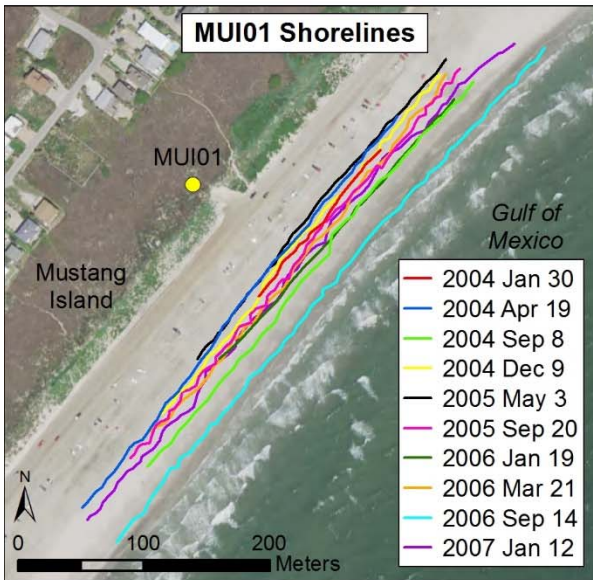 MUI01 Shorelines
MUI01
Gulf of
Mexico
Mustang
Island
2004 Jan 30
2004 Apr 19
2004 Sep 8
2004 Dec 9
2005 May 3
2005 Sep 20
2006 Jan 19
2006 Mar 21
2006 Sep 14
2007 Jan 12
N
0 100 200
Meters